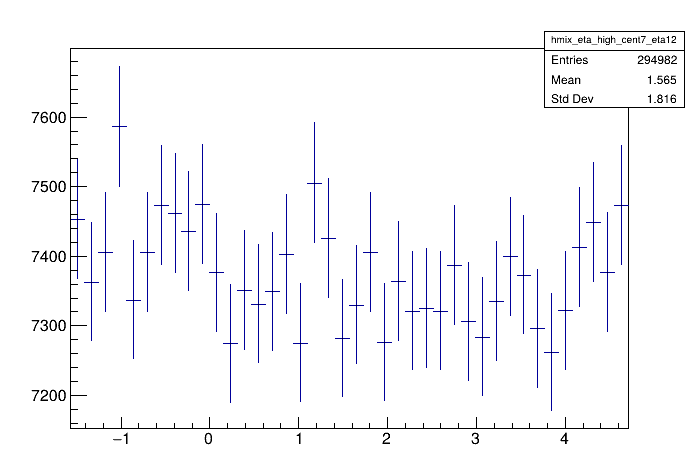 hmix_eta_high_cent7_eta12
Entries 294982
Mean 1.565
Std Dev 1.816
7600
7500
7400
7300
7200
−1 0 1 2 3 4